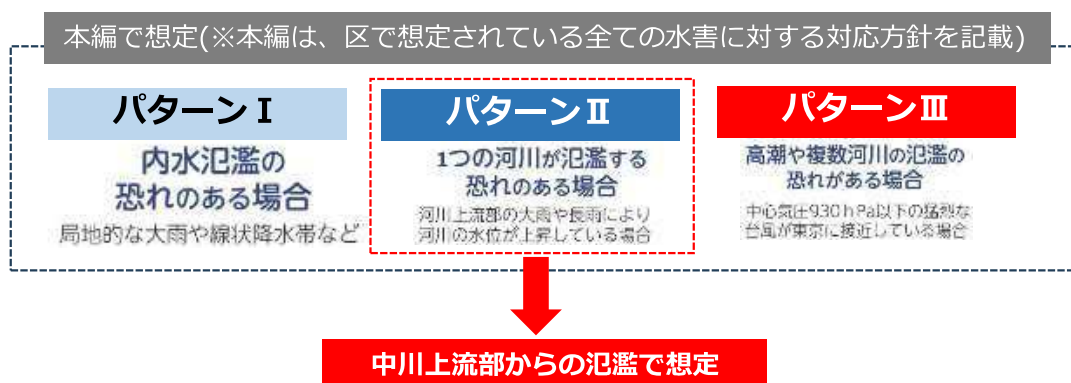 本編で想定(※本編は、区で想定されている全ての水害に対する対応方針を記載)
パターンⅠ
内水氾濫の
恐れのある場合
局地的な大雨や線状降水帯など
パターンⅡ
1つの河川が氾濫する
恐れのある場合
河川上流部の大雨や長雨により
河川の水位が上昇している場合
パターンⅢ
高潮や複数河川の氾濫の
恐れがある場合
中心気圧930hPa以下の猛烈な
台風が東京に接近している場合
中川上流部からの氾濫で想定